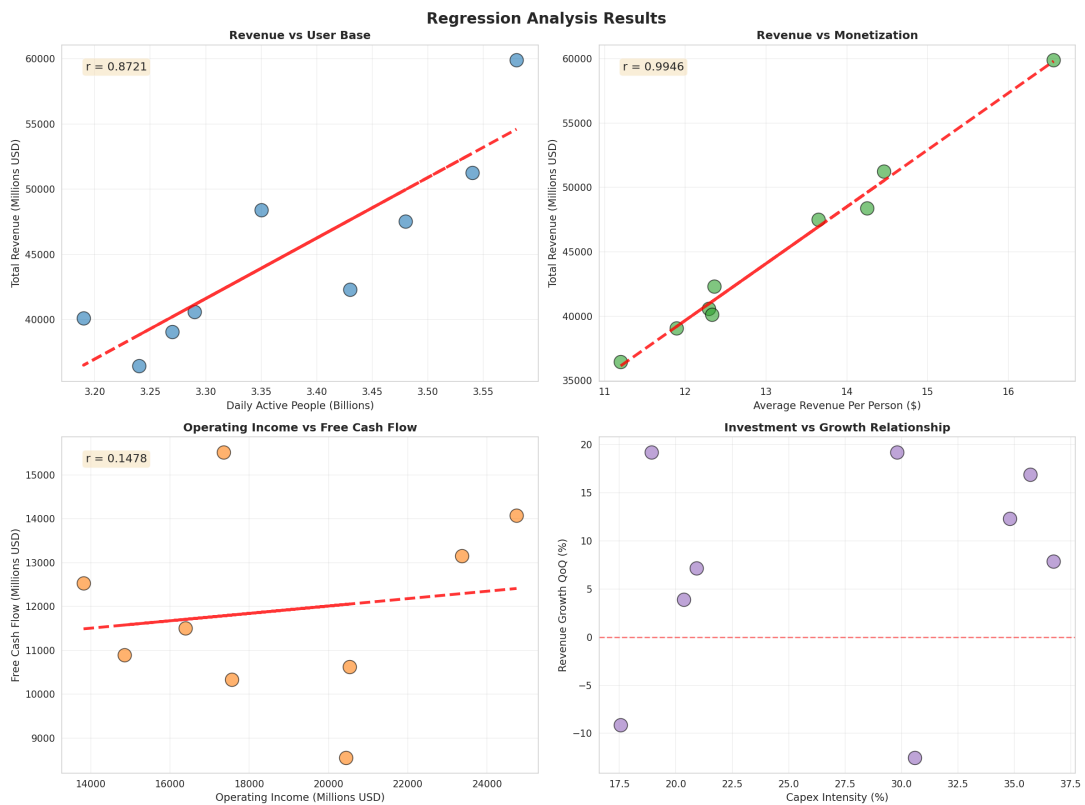 Regression Analysis Results
Revenue vs User Base
r = 0.8721
Total Revenue (Millions USD)
60000
55000
50000
45000
40000
3.20 3.25 3.30 3.35 3.40 3.45 3.50 3.55
Daily Active People (Billions)
Revenue vs Monetization
r = 0.9946
Total Revenue (Millions USD)
60000
55000
50000
45000
40000
35000
11 12 13 14 15 16
Average Revenue Per Person ($)
Operating Income vs Free Cash Flow
r = 0.1478
Free Cash Flow (Millions USD)
15000
14000
13000
12000
11000
10000
9000
14000 16000 18000 20000 22000 24000
Operating Income (Millions USD)
Investment vs Growth Relationship
Revenue Growth QoQ (%)
20
15
10
5
0
−5
−10
17.5 20.0 22.5 25.0 27.5 30.0 32.5 35.0 37.5
Capex Intensity (%)